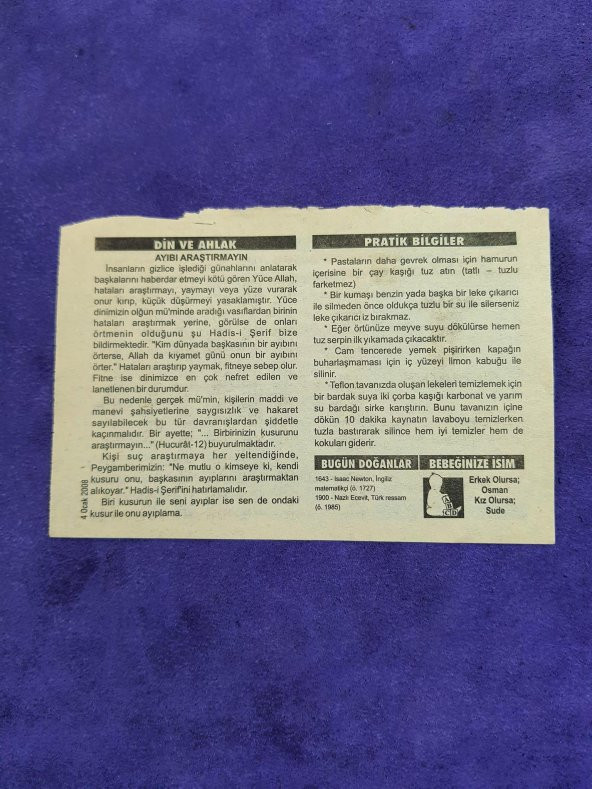 DİN VE AHLAK
AYIBI ARAŞTIRMAYIN
İnsanların gizlice işlediği günahlarını anlatarak
başkalarını haberdar etmeyi kötü gören Yüce Allah,
hataları araştırmayı, yaymayı veya yüze vurarak
onur kırıp, küçük düşürmeyi yasaklamıştır. Yüce
dinimizin olğun mü'minde aradığı vasıflardan birinin
hataları araştırmak yerine, görülse de onları
örtmenin olduğunu şu Hadis-i Şerif bize
bildirmektedir. "Kim dünyada başkasının bir ayıbını
örterse, Allah da kıyamet günü onun bir ayıbını
örter." Hataları araştırıp yaymak, fitneye sebep olur.
Fitne ise dinimizce en çok nefret edilen ve
lanetlenen bir durumdur.
Bu nedenle gerçek mü'min, kişilerin maddi ve
manevi şahsiyetlerine saygısızlık ve hakaret
sayılabilecek bu tür davranışlardan şiddetle
kaçınmalıdır. Bir ayette; "... Birbirinizin kusurunu
araştırmayın..." (Hucurât-12) buyurulmaktadır.
Kişi suç araştırmaya her yeltendiğinde,
Peygamberimizin: "Ne mutlu o kimseye ki, kendi
kusuru onu, başkasının ayıplarını araştırmaktan
alıkoyar." Hadis-i Şerif'ini hatırlamalıdır.
Biri kusurun ile seni ayıplar ise sen de ondaki
kusur ile onu ayıplama.
4 Ocak 2008
PRATİK BİLGİLER
* Pastaların daha gevrek olması için hamurun
içerisine bir çay kaşığı tuz atın (tatlı – tuzlu
farketmez)
* Bir kumaşı benzin yada başka bir leke çıkarıcı
ile silmeden önce oldukça tuzlu bir su ile silerseniz
leke çıkarıcı iz bırakmaz.
* Eğer örtünüze meyve suyu dökülürse hemen
tuz serpin ilk yıkamada çıkacaktır.
* Cam tencerede yemek pişirirken kapağın
buharlaşmaması için iç yüzeyi limon kabuğu ile
silinir.
* Teflon tavanızda oluşan lekeleri temizlemek için
bir bardak suya iki çorba kaşığı karbonat ve yarım
su bardağı sirke karıştırın. Bunu tavanızın içine
dökün 10 dakika kaynatın lavaboyu temizlerken
tuzla bastırarak silince hem iyi temizler hem de
kokuları giderir.
BUGÜN DOĞANLAR
1643 - Isaac Newton, İngiliz
matematikçi (ö. 1727)
1900 - Nazlı Ecevit, Türk ressam
(ö. 1985)
BEBEĞİNİZE İSİM
Erkek Olursa;
Osman
Kız Olursa;
Sude